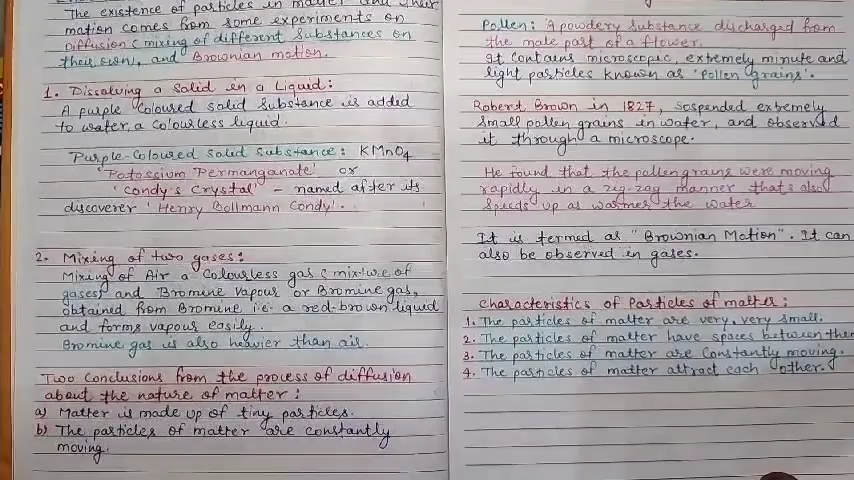 The existence of particles in matter and their
motion comes from some experiments on
Diffusion (mixing of different substances on
their own), and Brownian motion.
1. Dissolving a Solid in a Liquid:
A purple coloured solid substance is added
to water, a colourless liquid.
Purple-coloured solid substance: KMnO4
'Potassium Permanganate' or
'Condy's Crystal' - named after its
discoverer 'Henry Bollmann Condy'.
2. Mixing of two gases:
Mixing of Air a colourless gas (mixture of
gases) and Bromine Vapour or Bromine gas,
obtained from Bromine i.e. a red-brown liquid
and forms vapour easily.
Bromine gas is also heavier than air.
Two Conclusions from the process of diffusion
about the nature of matter:
a) Matter is made up of tiny particles.
b) The particles of matter are constantly
moving.
Pollen: A powdery substance discharged from
the male part of a flower.
It contains microscopic, extremely minute and
light particles known as 'Pollen grains'.
Robert Brown in 1827, suspended extremely
small pollen grains in water, and observed
it through a microscope.
He found that the pollen grains were moving
rapidly in a zig-zag manner that's also
speeds up as warmer the water
It is termed as "Brownian Motion". It can
also be observed in gases.
Characteristics of Particles of matter:
1. The particles of matter are very, very small.
2. The particles of matter have spaces between them
3. The particles of matter are constantly moving.
4. The particles of matter attract each other.